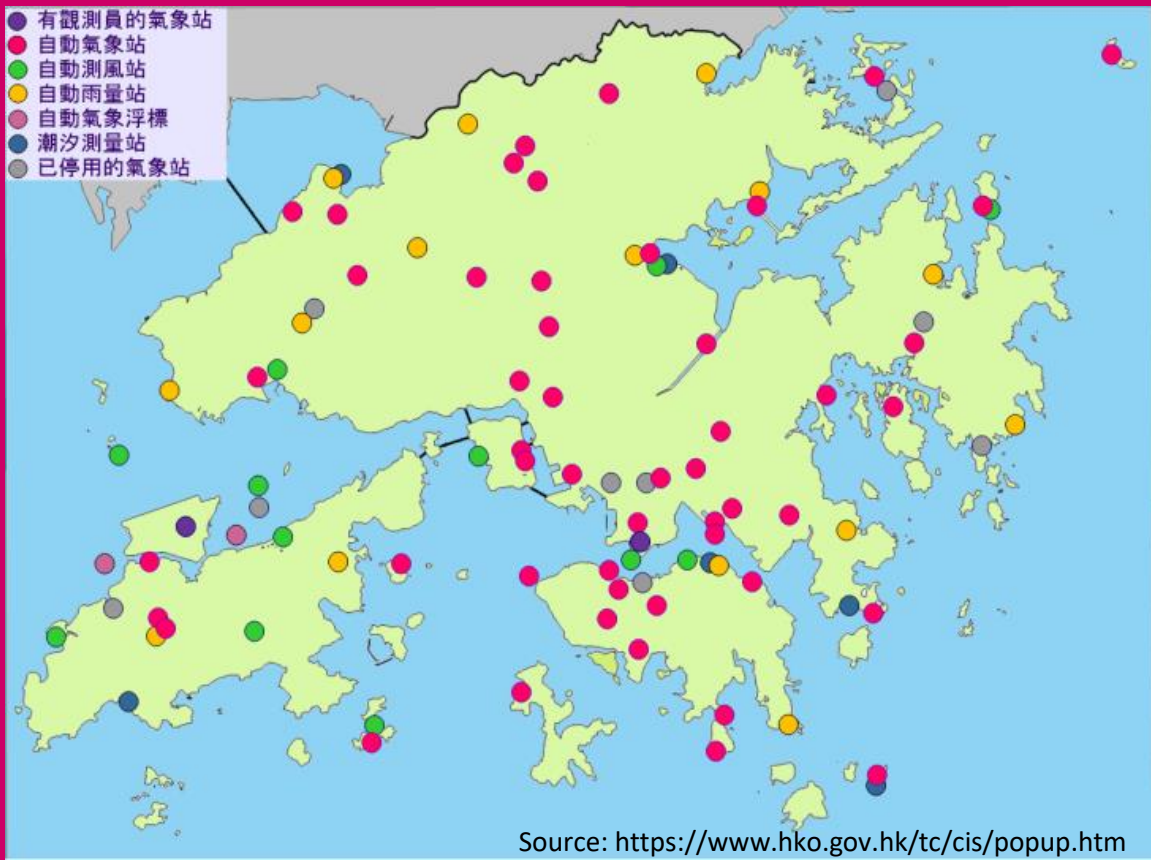 有觀測員的氣象站
自動氣象站
自動測風站
自動雨量站
自動氣象浮標
潮汐測量站
已停用的氣象站
Source: https://www.hko.gov.hk/tc/cis/popup.htm